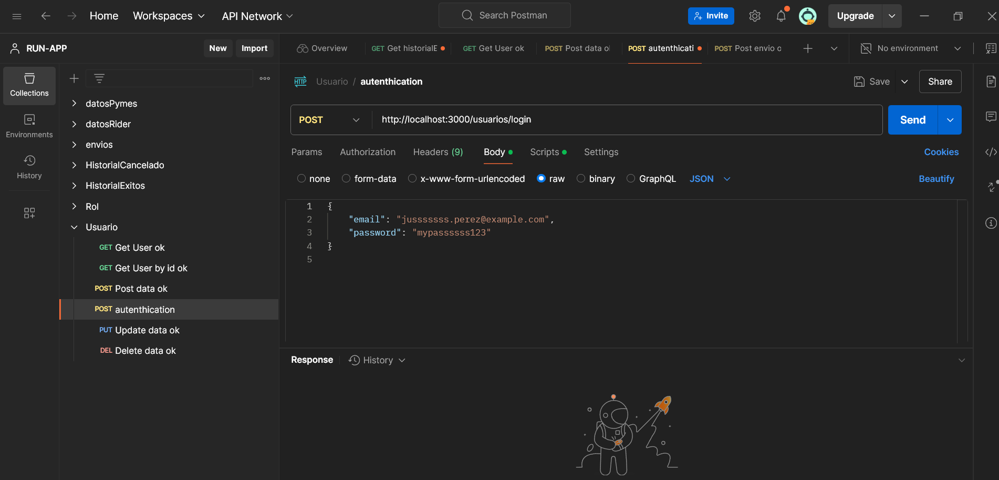 Home Workspaces API Network Search Postman Invite Upgrade
RUN-APP New Import
Overview GET Get historialE GET Get User ok POST Post data ol POST autenthicati POST Post envio o No environment
Collections
Environments
History
datosPymes
datosRider
envios
HistorialCancelado
HistorialExitos
Rol
Usuario
GET Get User ok
GET Get User by id ok
POST Post data ok
POST autenthication
PUT Update data ok
DEL Delete data ok
HTTP Usuario / autenthication Save Share
POST http://localhost:3000/usuarios/login Send
Params Authorization Headers (9) Body Scripts Settings Cookies
none form-data x-www-form-urlencoded raw binary GraphQL JSON Beautify
1 {
2 "email": "jusssssss.perez@example.com",
3 "password": "mypassssss123"
4 }
5
Response History